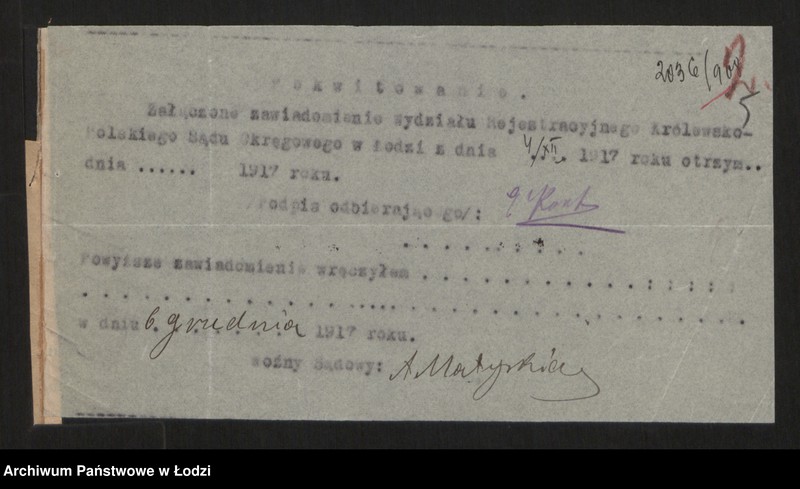 2036/908
5
Pokwitowanie.
Załączone zawiadomienie wydziału Rejestracyjnego Królewsko-
Polskiego Sądu Okręgowego w Łodzi z dnia 4/XII. 1917 roku otrzym..
dnia ...... 1917 roku.
/Podpis odbierającego/:
..........
Powyższe zawiadomienie wręczyłem ............::::::
........................................
w dniu 6 grudnia 1917 roku.
woźny Sądowy:
Archiwum Państwowe w Łodzi